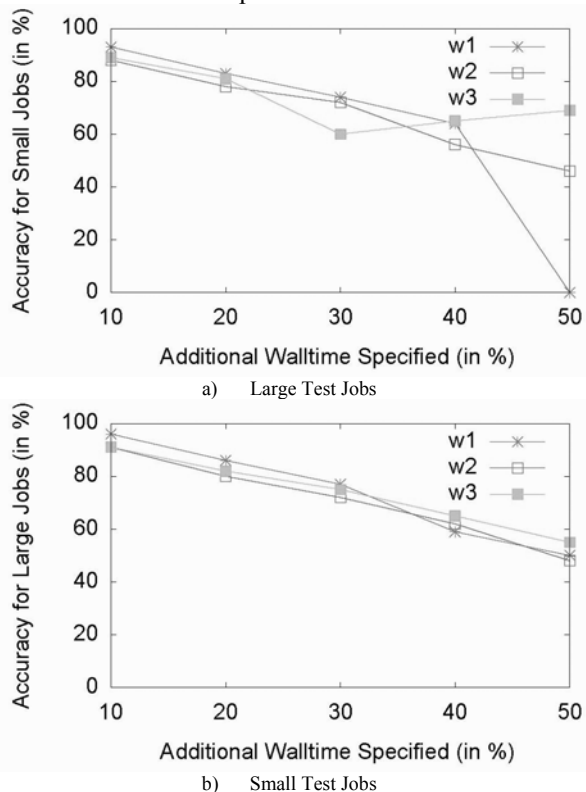 100
80
60
40
20
0
Accuracy for Small Jobs (in %)
w1
w2
w3
10 20 30 40 50
Additional Walltime Specified (in %)
a) Large Test Jobs
100
80
60
40
20
0
Accuracy for Large Jobs (in %)
w1
w2
w3
10 20 30 40 50
Additional Walltime Specified (in %)
b) Small Test Jobs